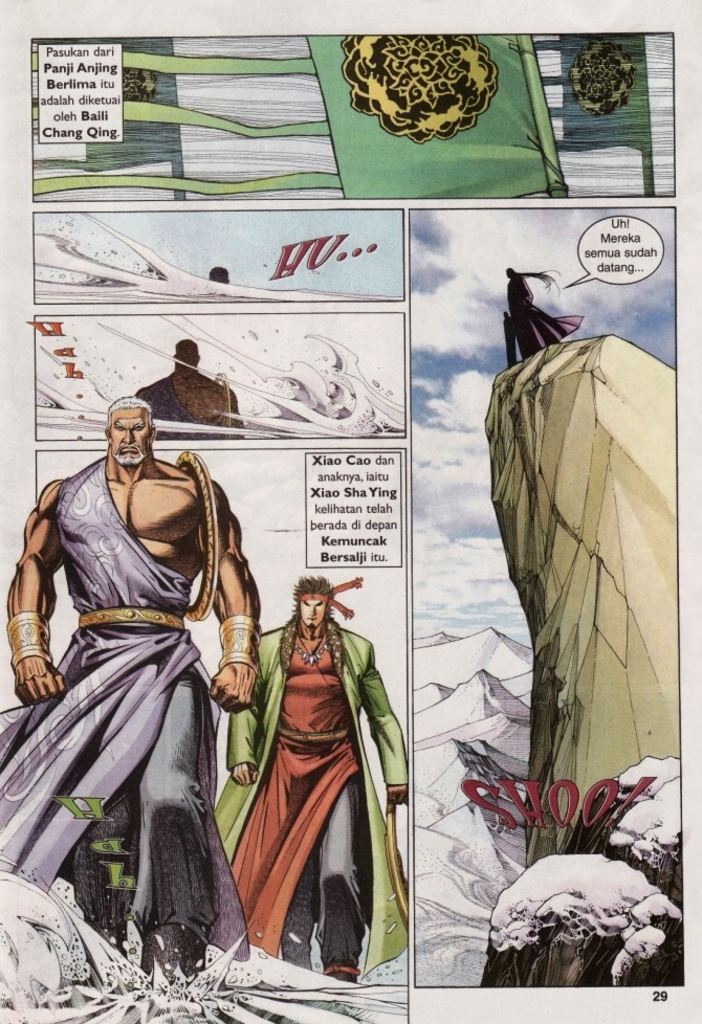 Pasukan dari
Panji Anjing
Berlima itu
adalah diketuai
oleh Baili
Chang Qing.
HU...
Uh!
Mereka
semua sudah
datang...
Hah!
Xiao Cao dan
anaknya, iaitu
Xiao Sha Ying
kelihatan telah
berada di depan
Kemuncak
Bersalji itu.
Hah!
SHOO!
29